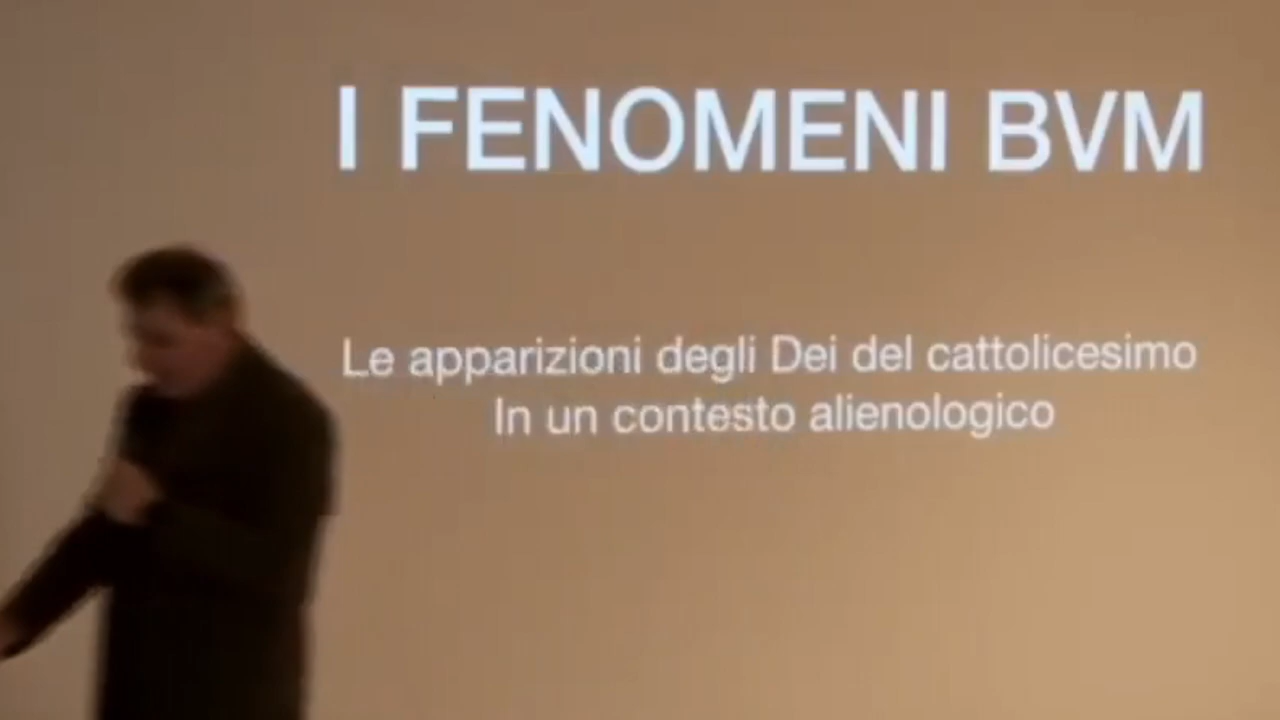 I FENOMENI BVM
Le apparizioni degli Dei del cattolicesimo
In un contesto alienologico